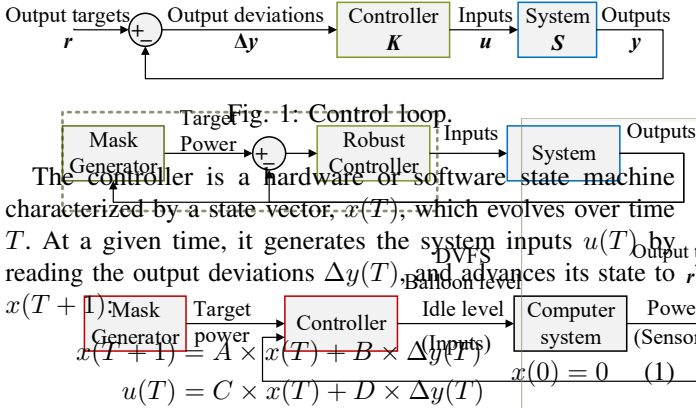 Output targets
r
Output deviations
Δy
Controller
K
Inputs
u
System
S
Outputs
y
+
−
Fig. 1: Control loop.
Mask
Generator
Target
Power
+
−
Robust
Controller
Inputs
System
Outputs
The controller is a hardware or software state machine
characterized by a state vector, x(T), which evolves over time
T. At a given time, it generates the system inputs u(T) by
reading the output deviations Δy(T), and advances its state to
x(T + 1):
Output
r
Mask
Generator
Target
power
Controller
DVFS
Balloon level
Idle level
(Inputs)
Computer
system
Power
(Sensor
x(T + 1) = A × x(T) + B × Δy(T)
u(T) = C × x(T) + D × Δy(T)
x(0) = 0 (1)